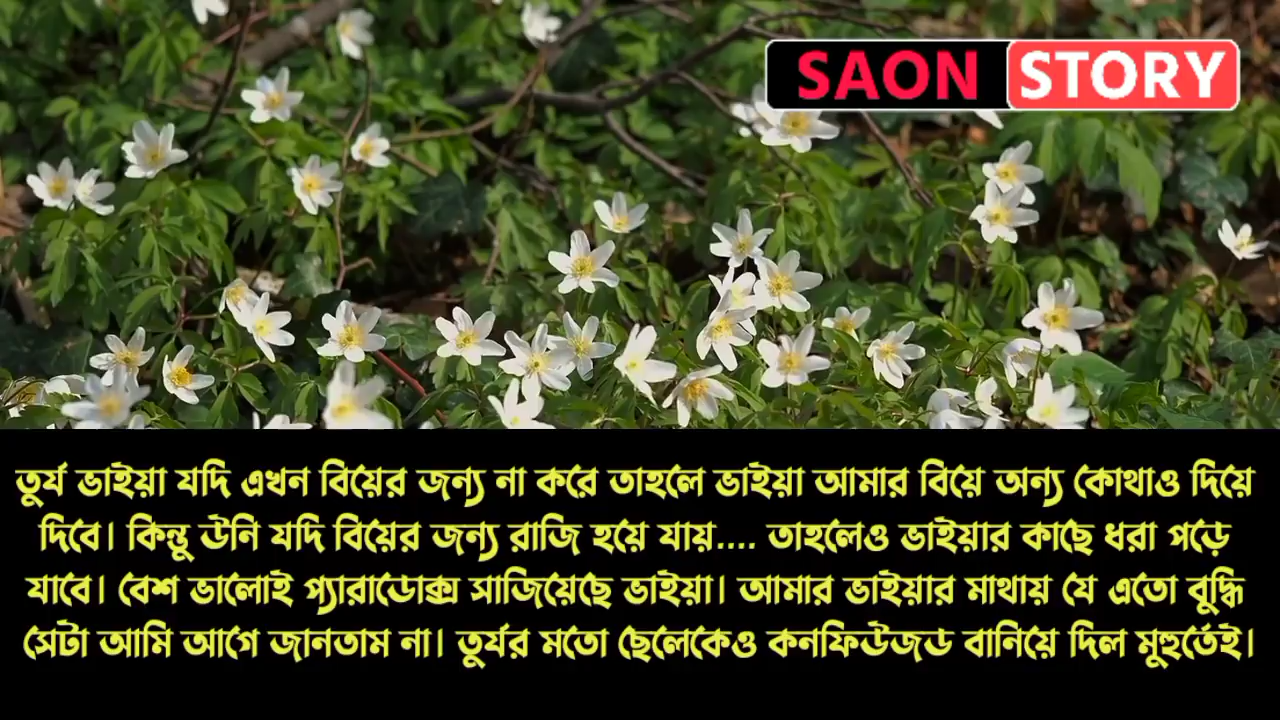 SAON STORY
তুর্য ভাইয়া যদি এখন বিয়ের জন্য না করে তাহলে ভাইয়া আমার বিয়ে অন্য কোথাও দিয়ে
দিবে। কিন্তু উনি যদি বিয়ের জন্য রাজি হয়ে যায়.... তাহলেও ভাইয়ার কাছে ধরা পড়ে
যাবে। বেশ ভালোই প্যারাডোক্স সাজিয়েছে ভাইয়া। আমার ভাইয়ার মাথায় যে এতো বুদ্ধি
সেটা আমি আগে জানতাম না। তুর্যর মতো ছেলেকেও কনফিউজড বানিয়ে দিল মুহুর্তেই।